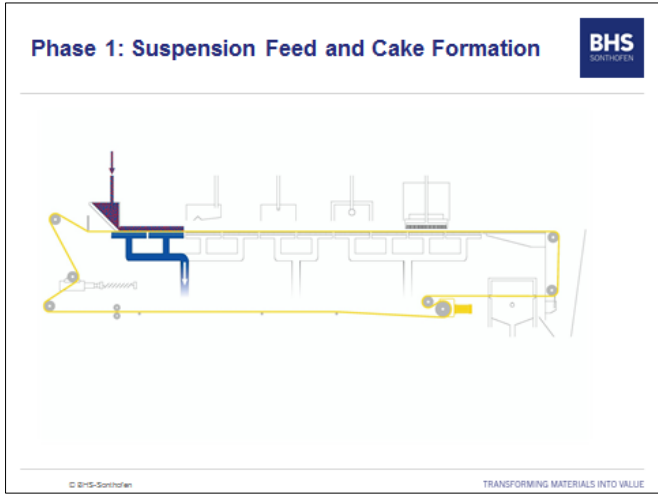 Phase 1: Suspension Feed and Cake Formation
BHS
SONTHOFEN
© BHS-Sonthofen
TRANSFORMING MATERIALS INTO VALUE